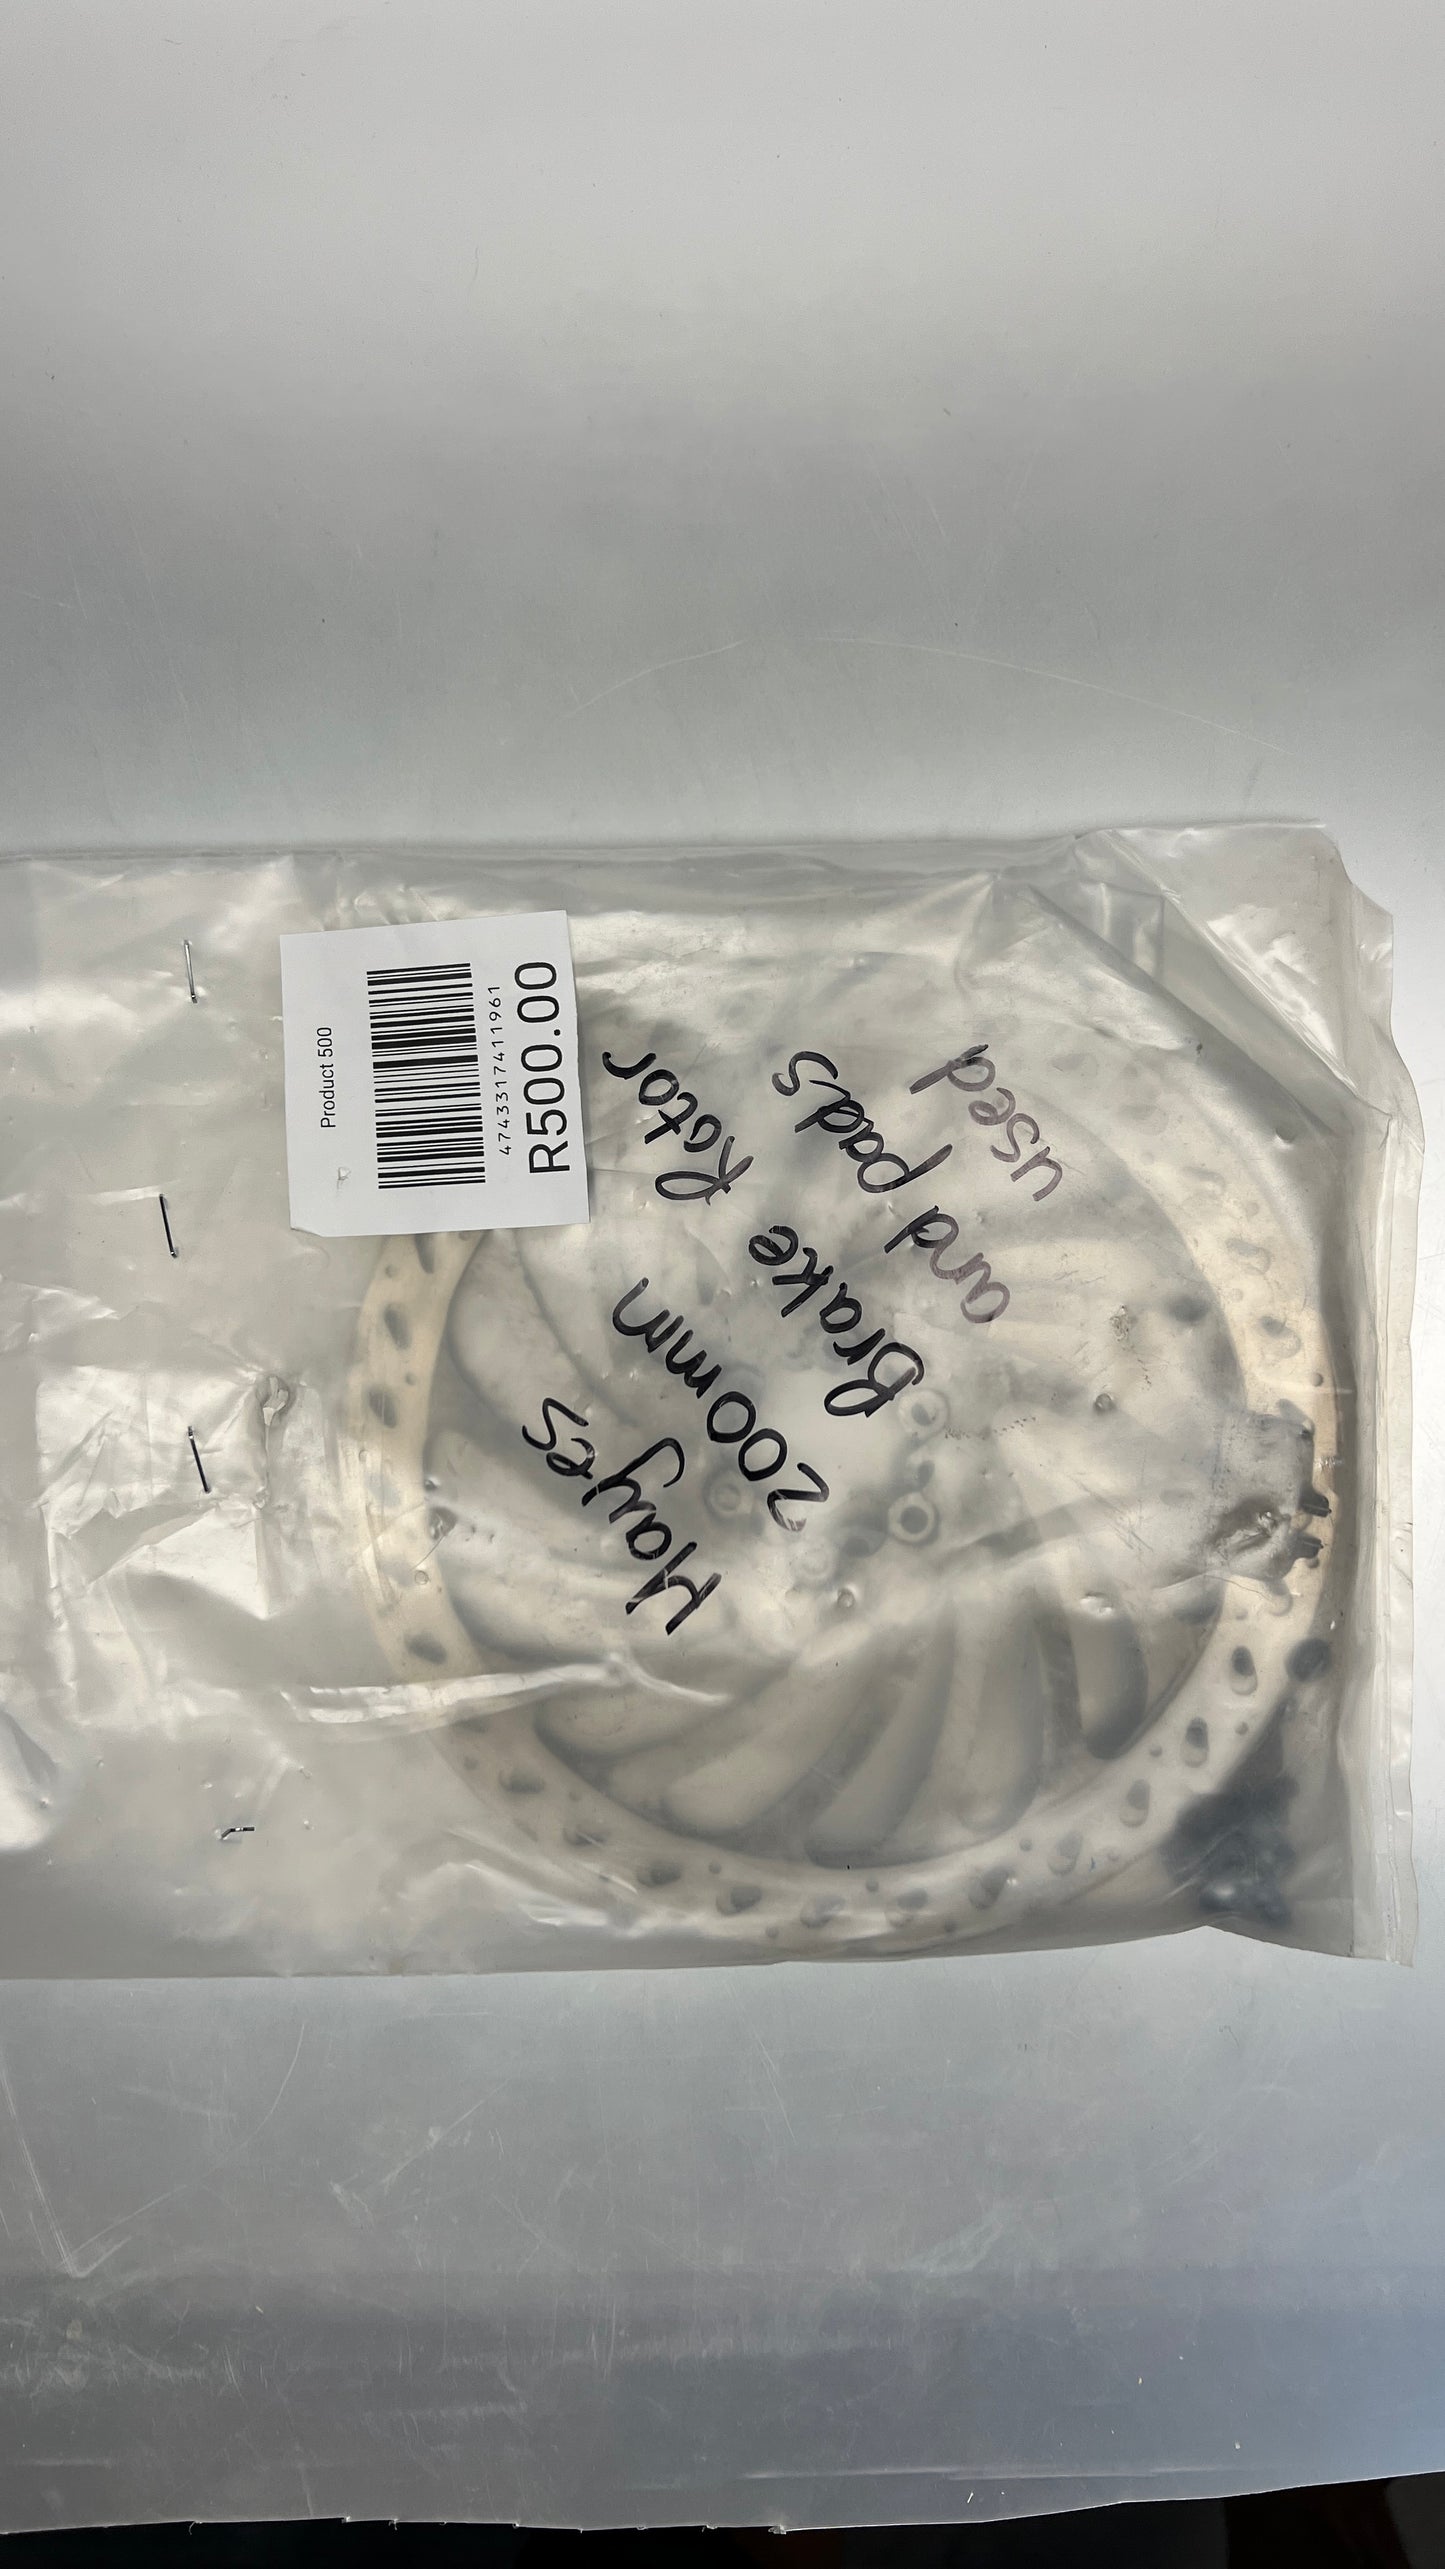 Product 500
4743317411961
R500.00
Hayes
200mm
Brake Rotor
and pads
used